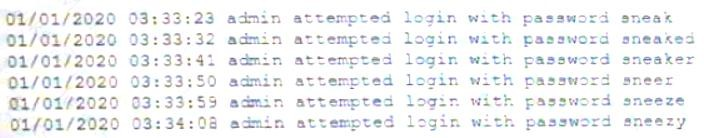 01/01/2020 03:33:23 admin attempted login with password sneak
01/01/2020 03:33:32 admin attempted login with password sneaked
01/01/2020 03:33:41 admin attempted login with password sneaker
01/01/2020 03:33:50 admin attempted login with password sneer
01/01/2020 03:33:59 admin attempted login with password sneeze
01/01/2020 03:34:08 admin attempted login with password sneezy